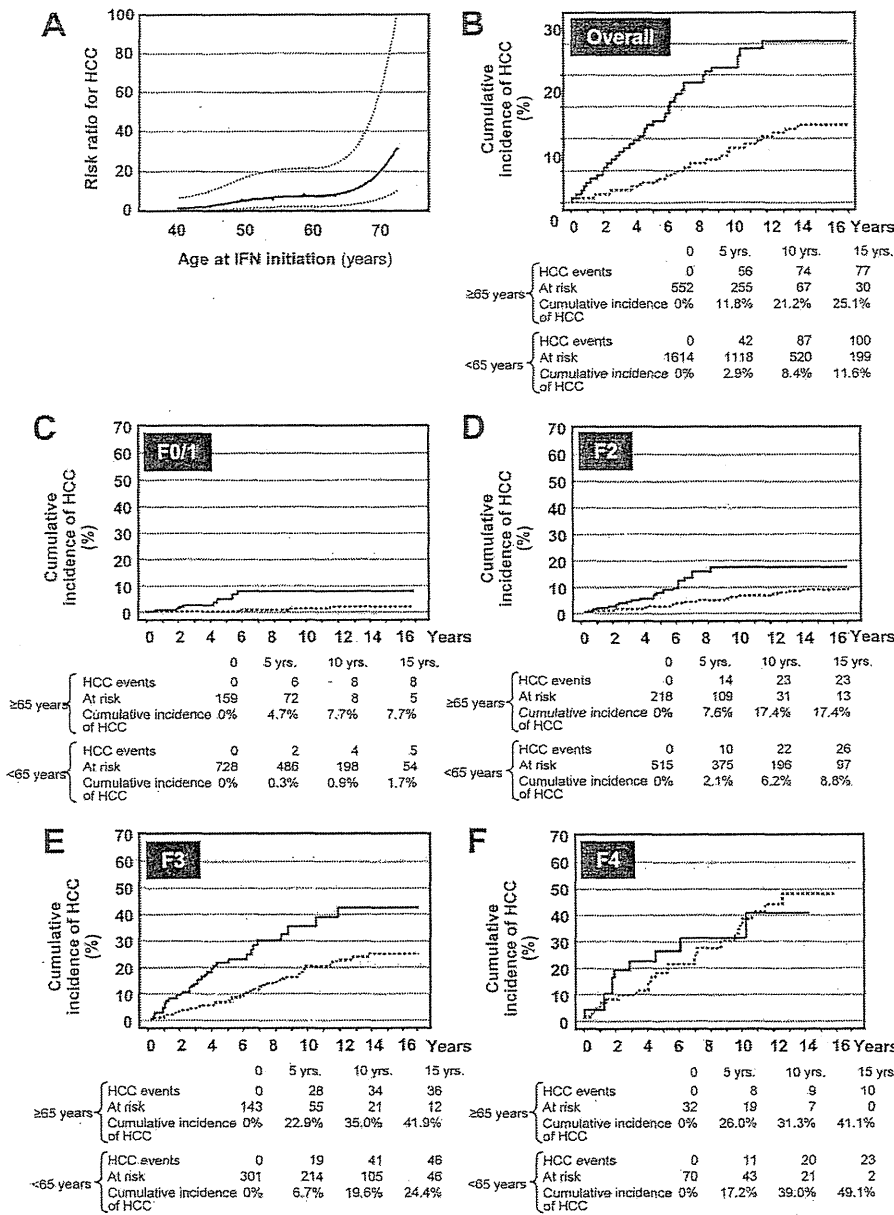 A
Risk ratio for HCC
100
80
60
40
20
0
40 50 60 70
Age at IFN initiation (years)
B
Overall
Cumulative incidence of HCC (%)
30
20
10
0
0 2 4 6 8 10 12 14 16 Years
0 5 yrs. 10 yrs. 15 yrs.
≥65 years
HCC events 0 56 74 77
At risk 552 255 67 30
Cumulative incidence 0% 11.8% 21.2% 25.1%
of HCC
<65 years
HCC events 0 42 87 100
At risk 1614 1118 520 199
Cumulative incidence 0% 2.9% 8.4% 11.6%
of HCC
C
F0/1
Cumulative incidence of HCC (%)
70
60
50
40
30
20
10
0
0 2 4 6 8 10 12 14 16 Years
0 5 yrs. 10 yrs. 15 yrs.
≥65 years
HCC events 0 6 8 8
At risk 159 72 8 5
Cumulative incidence 0% 4.7% 7.7% 7.7%
of HCC
<65 years
HCC events 0 2 4 5
At risk 728 486 198 54
Cumulative incidence 0% 0.3% 0.9% 1.7%
of HCC
D
F2
Cumulative incidence of HCC (%)
70
60
50
40
30
20
10
0
0 2 4 6 8 10 12 14 16 Years
0 5 yrs. 10 yrs. 15 yrs.
≥65 years
HCC events 0 14 23 23
At risk 218 109 31 13
Cumulative incidence 0% 7.6% 17.4% 17.4%
of HCC
<65 years
HCC events 0 10 22 26
At risk 515 375 196 97
Cumulative incidence 0% 2.1% 6.2% 8.8%
of HCC
E
F3
Cumulative incidence of HCC (%)
70
60
50
40
30
20
10
0
0 2 4 6 8 10 12 14 16 Years
0 5 yrs. 10 yrs. 15 yrs.
≥65 years
HCC events 0 28 34 36
At risk 143 55 21 12
Cumulative incidence 0% 22.9% 35.0% 41.9%
of HCC
<65 years
HCC events 0 19 41 46
At risk 301 214 105 46
Cumulative incidence 0% 6.7% 19.6% 24.4%
of HCC
F
F4
Cumulative incidence of HCC (%)
70
60
50
40
30
20
10
0
0 2 4 6 8 10 12 14 16 Years
0 5 yrs. 10 yrs. 15 yrs.
≥65 years
HCC events 0 8 9 10
At risk 32 19 7 0
Cumulative incidence 0% 26.0% 31.3% 41.1%
of HCC
<65 years
HCC events 0 11 20 23
At risk 70 43 21 2
Cumulative incidence 0% 17.2% 39.0% 49.1%
of HCC